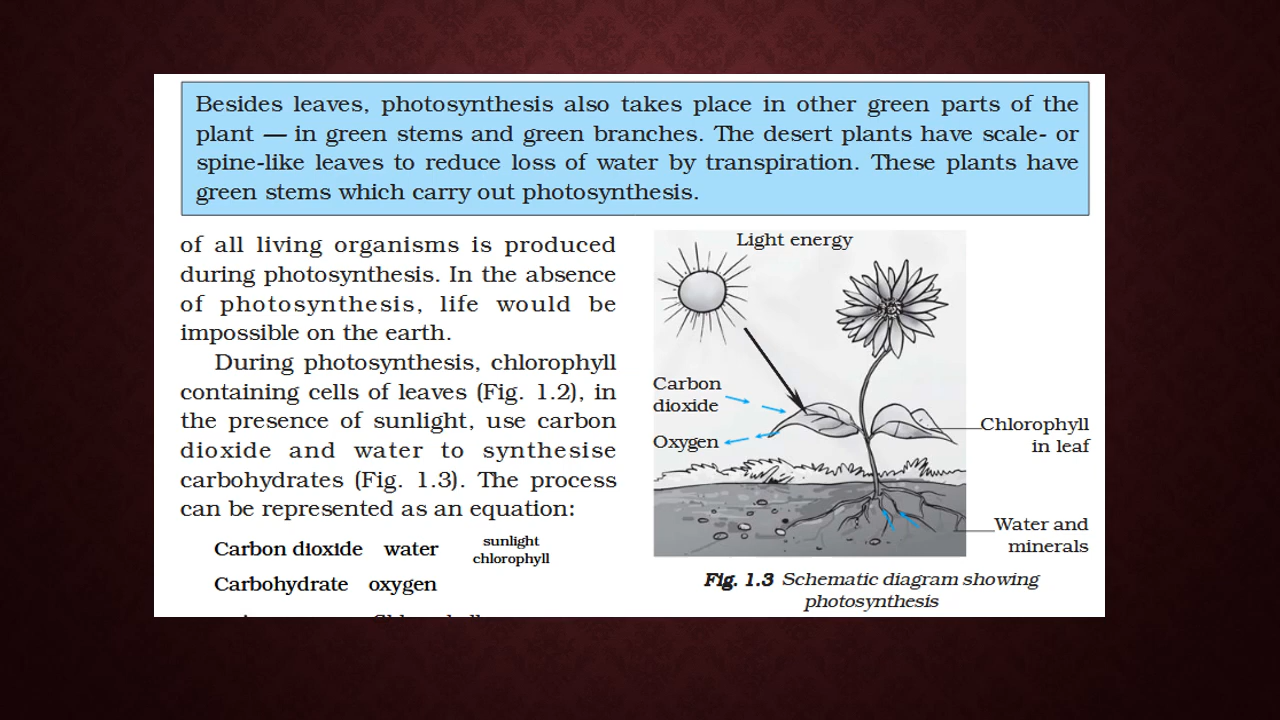 Besides leaves, photosynthesis also takes place in other green parts of the
plant — in green stems and green branches. The desert plants have scale- or
spine-like leaves to reduce loss of water by transpiration. These plants have
green stems which carry out photosynthesis.
of all living organisms is produced
during photosynthesis. In the absence
of photosynthesis, life would be
impossible on the earth.
During photosynthesis, chlorophyll
containing cells of leaves (Fig. 1.2), in
the presence of sunlight, use carbon
dioxide and water to synthesise
carbohydrates (Fig. 1.3). The process
can be represented as an equation:
Carbon dioxide water sunlight
chlorophyll
Carbohydrate oxygen
Light energy
Carbon
dioxide
Oxygen
Chlorophyll
in leaf
Water and
minerals
Fig. 1.3 Schematic diagram showing
photosynthesis